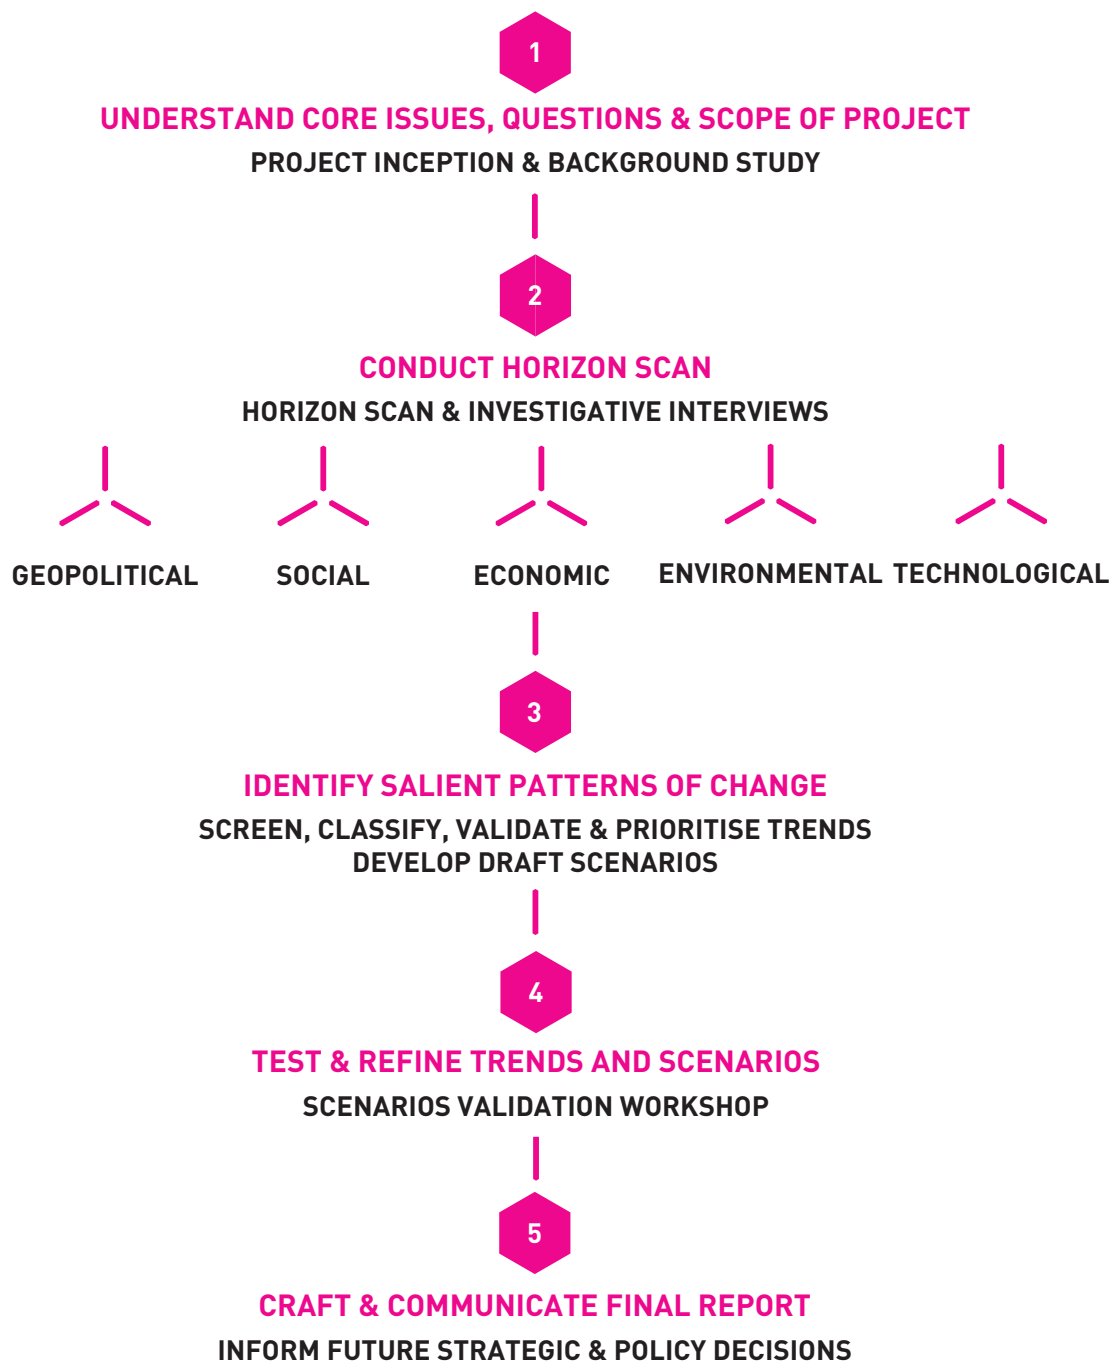 1
UNDERSTAND CORE ISSUES, QUESTIONS & SCOPE OF PROJECT
PROJECT INCEPTION & BACKGROUND STUDY
2
CONDUCT HORIZON SCAN
HORIZON SCAN & INVESTIGATIVE INTERVIEWS
GEOPOLITICAL SOCIAL ECONOMIC ENVIRONMENTAL TECHNOLOGICAL
3
IDENTIFY SALIENT PATTERNS OF CHANGE
SCREEN, CLASSIFY, VALIDATE & PRIORITISE TRENDS
DEVELOP DRAFT SCENARIOS
4
TEST & REFINE TRENDS AND SCENARIOS
SCENARIOS VALIDATION WORKSHOP
5
CRAFT & COMMUNICATE FINAL REPORT
INFORM FUTURE STRATEGIC & POLICY DECISIONS